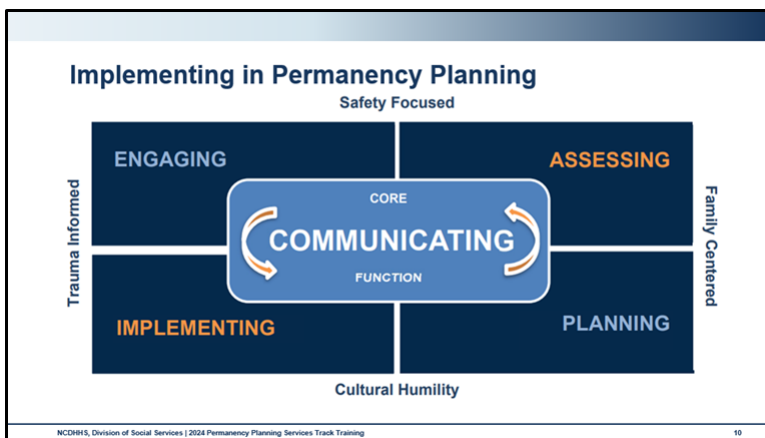 Implementing in Permanency Planning
Safety Focused
ENGAGING
ASSESSING
Trauma Informed
CORE
COMMUNICATING
FUNCTION
Family Centered
IMPLEMENTING
PLANNING
Cultural Humility
NCDHHS, Division of Social Services | 2024 Permanency Planning Services Track Training
10